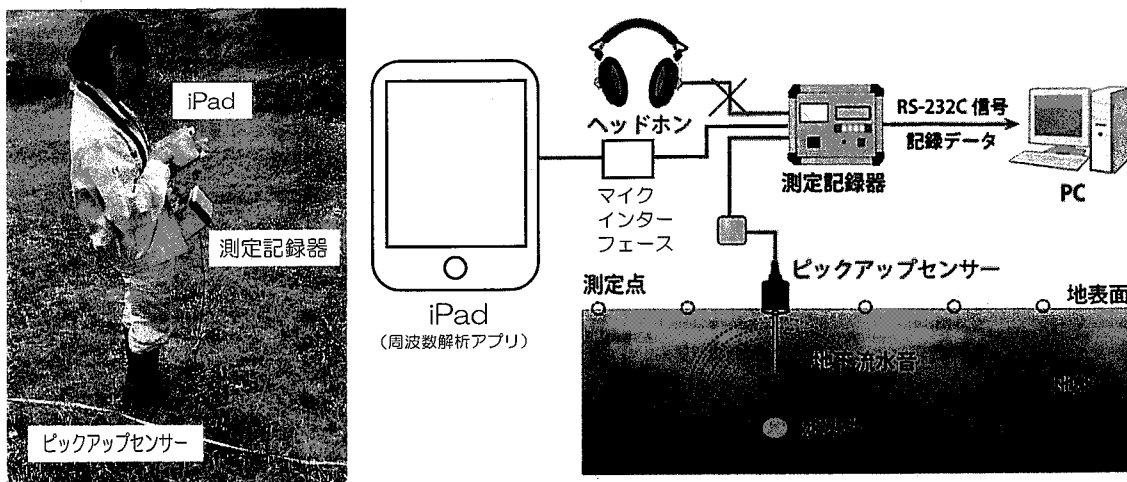 iPad
測定記録器
ピックアップセンサー
iPad
(周波数解析アプリ)
ヘッドホン
マイク
インター
フェース
測定記録器
RS-232C 信号
記録データ
PC
ピックアップセンサー
測定点
地表面
地下流水音